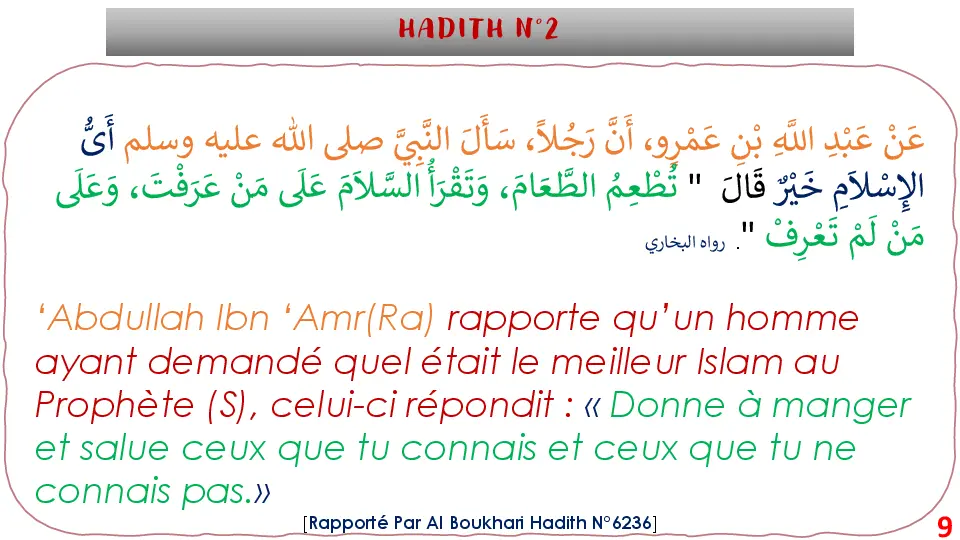 HADITH N°2
عَنْ عَبْدِ اللَّهِ بْنِ عَمْرٍو، أَنَّ رَجُلاً، سَأَلَ النَّبِيَّ صلى الله عليه وسلم أَىُّ
الإِسْلاَمِ خَيْرٌ قَالَ " تُطْعِمُ الطَّعَامَ، وَتَقْرَأُ السَّلاَمَ عَلَى مَنْ عَرَفْتَ، وَعَلَى
مَنْ لَمْ تَعْرِفْ ". رواه البخاري
‘Abdullah Ibn ‘Amr(Ra) rapporte qu’un homme
ayant demandé quel était le meilleur Islam au
Prophète (S), celui-ci répondit : « Donne à manger
et salue ceux que tu connais et ceux que tu ne
connais pas.»
[Rapporté Par Al Boukhari Hadith N°6236]
9